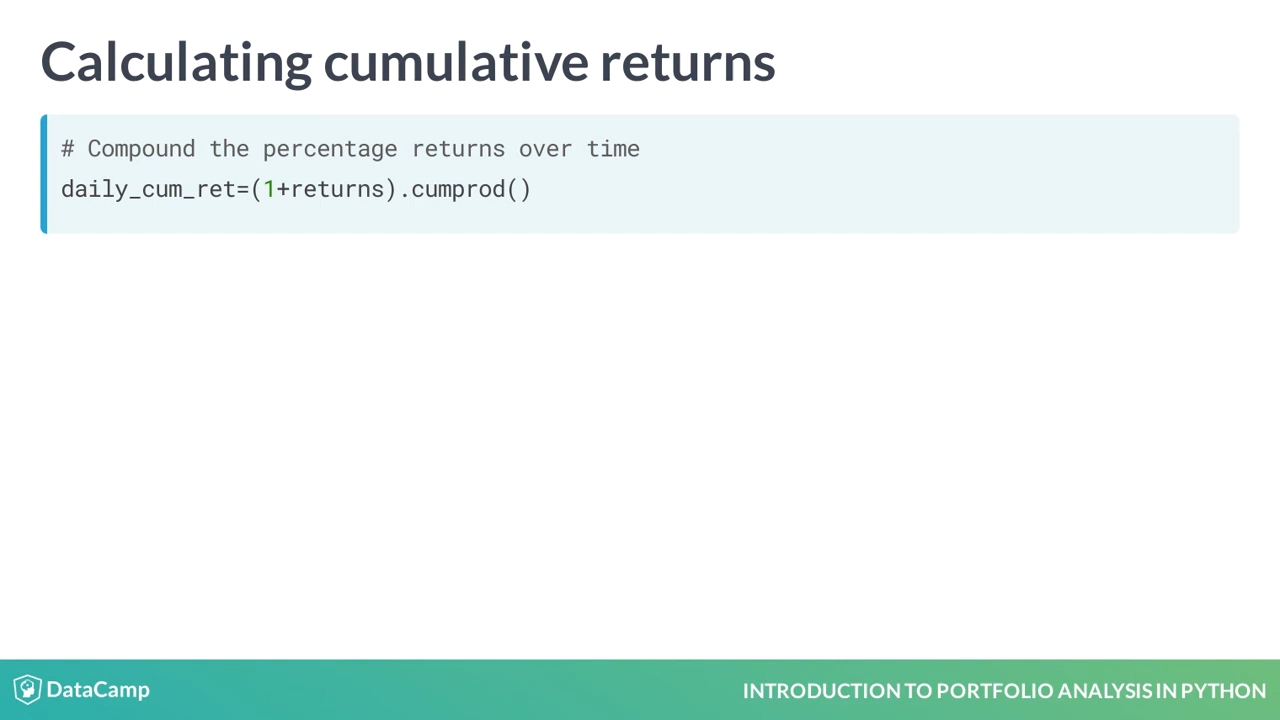 Calculating cumulative returns
# Compound the percentage returns over time
daily_cum_ret=(1+returns).cumprod()
DataCamp
INTRODUCTION TO PORTFOLIO ANALYSIS IN PYTHON